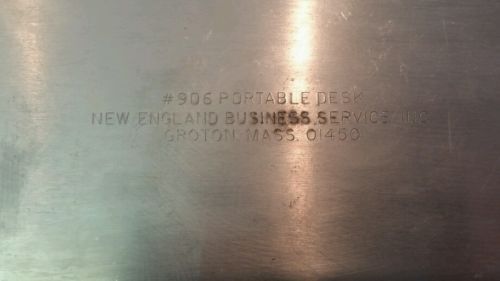 #906 PORTABLE DESK
NEW ENGLAND BUSINESS SERVICE, INC.
GROTON, MASS. 01450